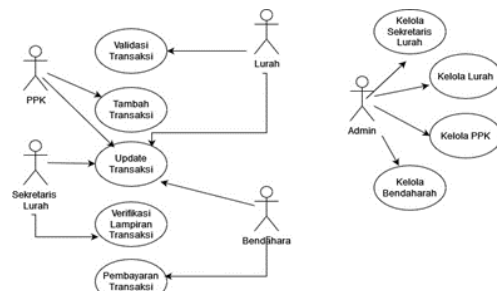 Validasi
Transaksi
Lurah
PPK
Tambah
Transaksi
Update
Transaksi
Sekretaris
Lurah
Verifikasi
Lampiran
Transaksi
Bendahara
Pembayaran
Transaksi
Kelola
Sekretaris
Lurah
Kelola Lurah
Admin
Kelola PPK
Kelola
Bendaharah